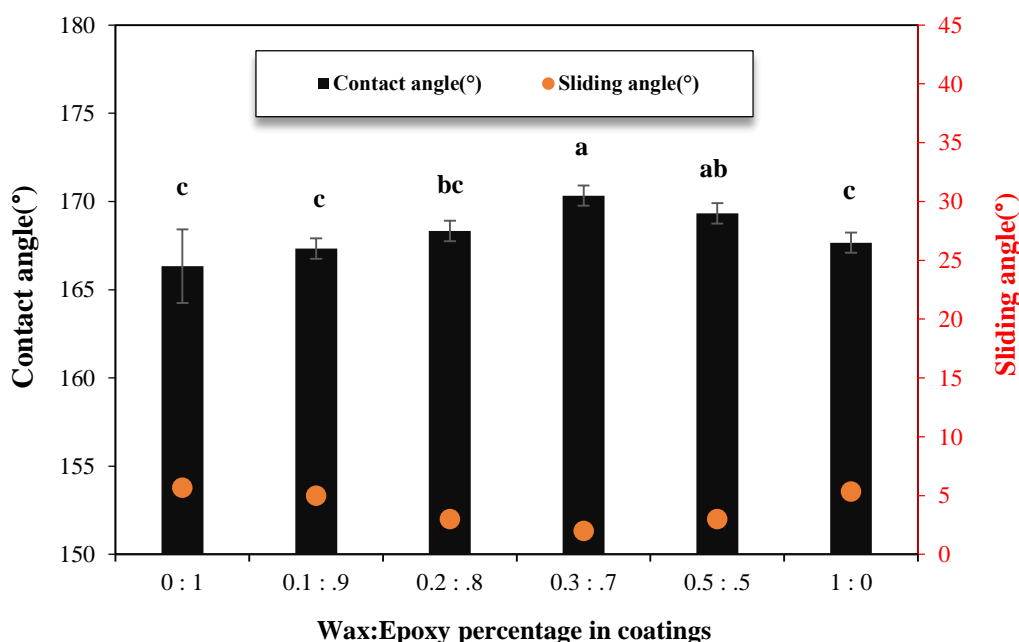 180
175
170
165
160
155
150
Contact angle(°)
Contact angle(°) Sliding angle(°)
c c bc a ab c
45
40
35
30
25
20
15
10
5
0
Sliding angle(°)
0 : 1 0.1 : .9 0.2 : .8 0.3 : .7 0.5 : .5 1 : 0
Wax:Epoxy percentage in coatings